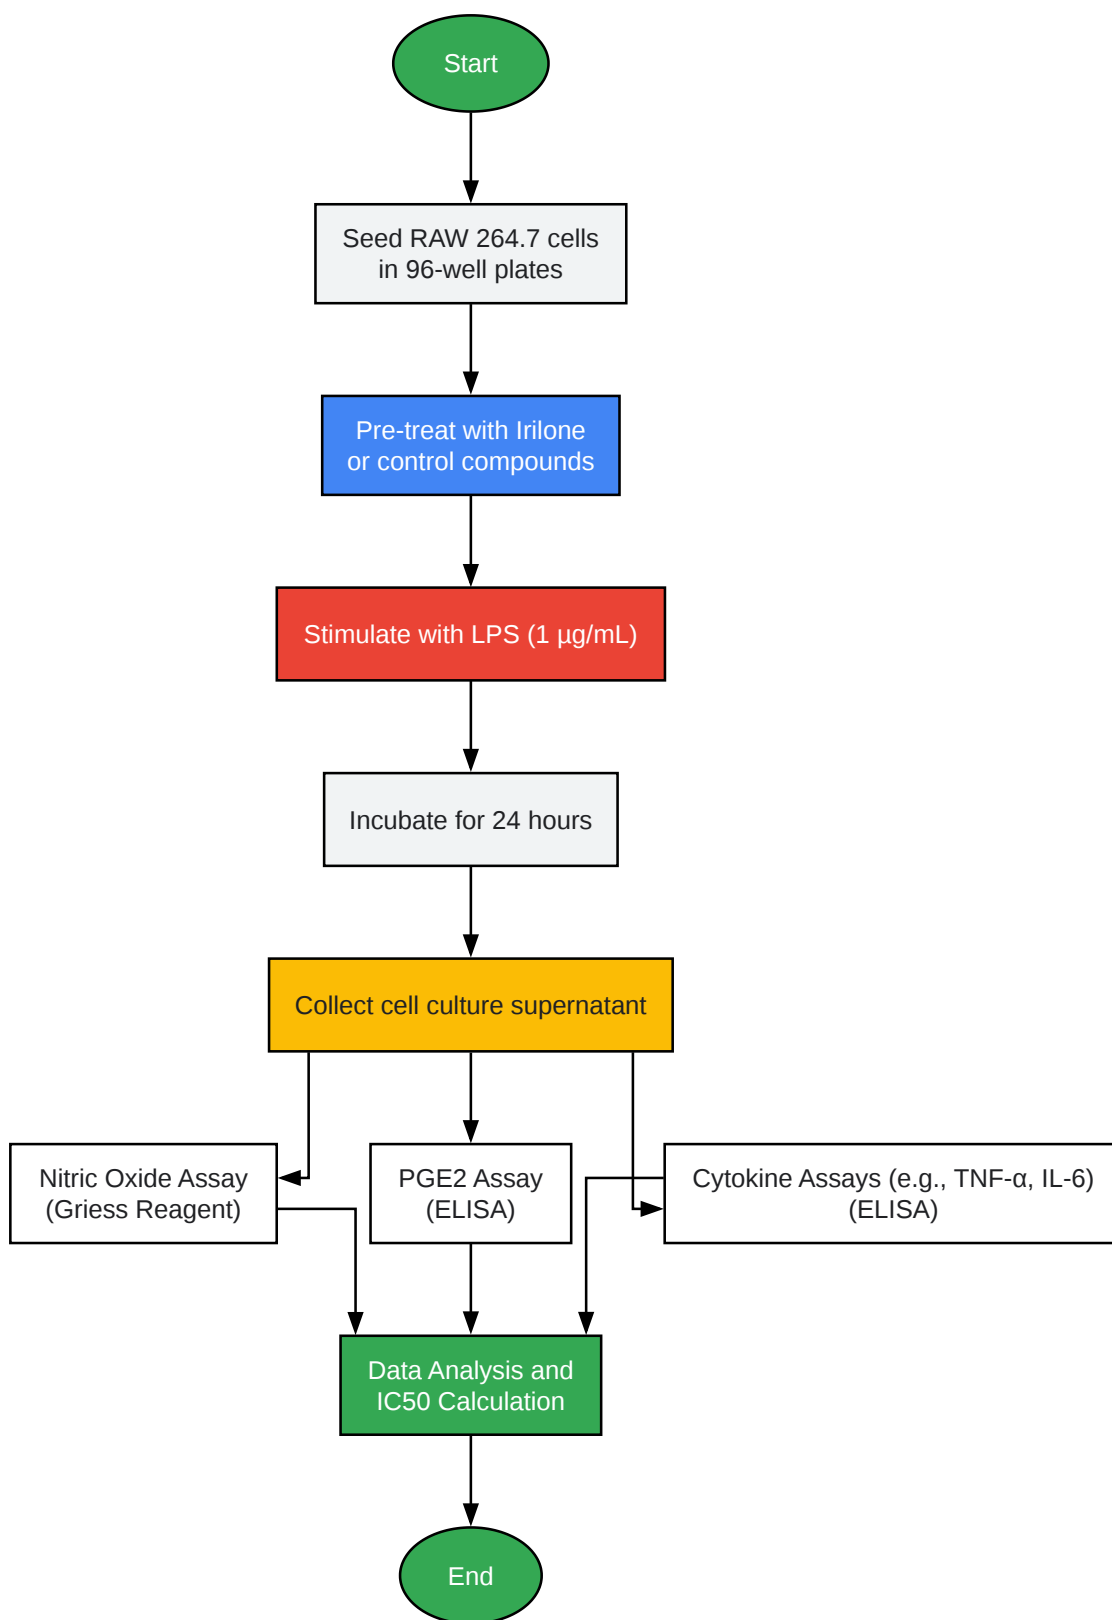 Start
Seed RAW 264.7 cells
in 96-well plates
Pre-treat with Irilone
or control compounds
Stimulate with LPS (1 µg/mL)
Incubate for 24 hours
Collect cell culture supernatant
Nitric Oxide Assay
(Griess Reagent)
PGE2 Assay
(ELISA)
Cytokine Assays (e.g., TNF-α, IL-6)
(ELISA)
Data Analysis and
IC50 Calculation
End